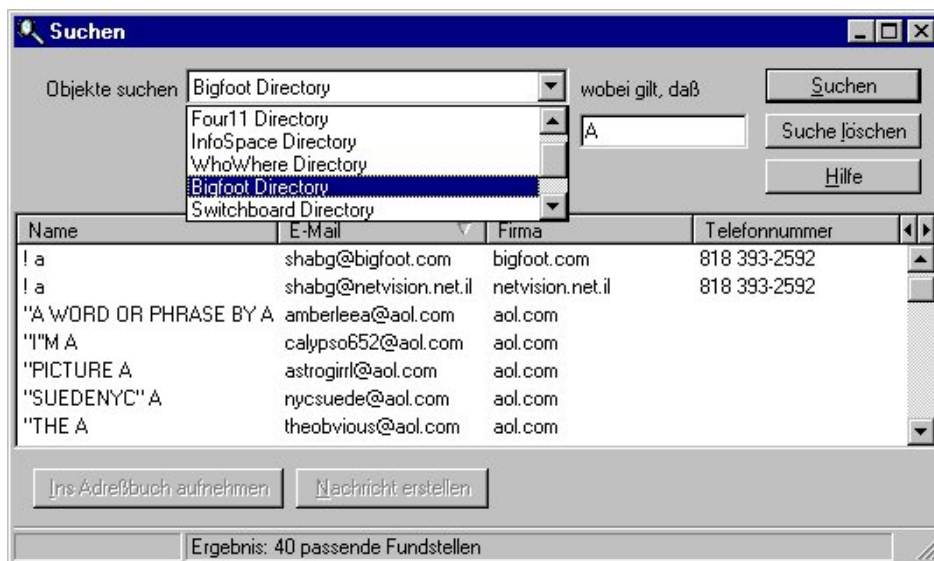 Suchen
Objekte suchen Bigfoot Directory wobei gilt, daß Suchen
Four11 Directory
InfoSpace Directory
WhoWhere Directory
Bigfoot Directory
Switchboard Directory
A Suche löschen
Hilfe
Name E-Mail Firma Telefonnummer
! a shabg@bigfoot.com bigfoot.com 818 393-2592
! a shabg@netvision.net.il netvision.net.il 818 393-2592
"A WORD OR PHRASE BY A amberleea@aol.com aol.com
"I"M A calypso652@aol.com aol.com
"PICTURE A astrogirrl@aol.com aol.com
"SUEDENYC" A nycsuede@aol.com aol.com
"THE A theobvious@aol.com aol.com
Ins Adreßbuch aufnehmen Nachricht erstellen
Ergebnis: 40 passende Fundstellen